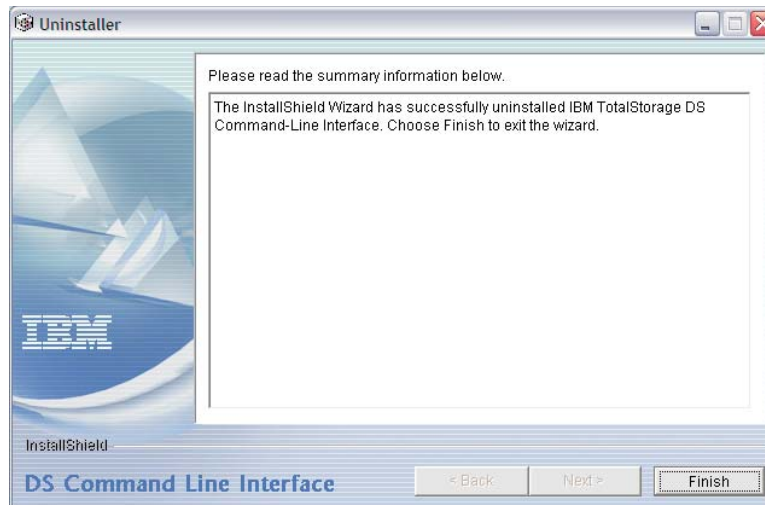 Uninstaller
Please read the summary information below.
The InstallShield Wizard has successfully uninstalled IBM TotalStorage DS
Command-Line Interface. Choose Finish to exit the wizard.
IBM
InstallShield
DS Command Line Interface
< Back
Next >
Finish